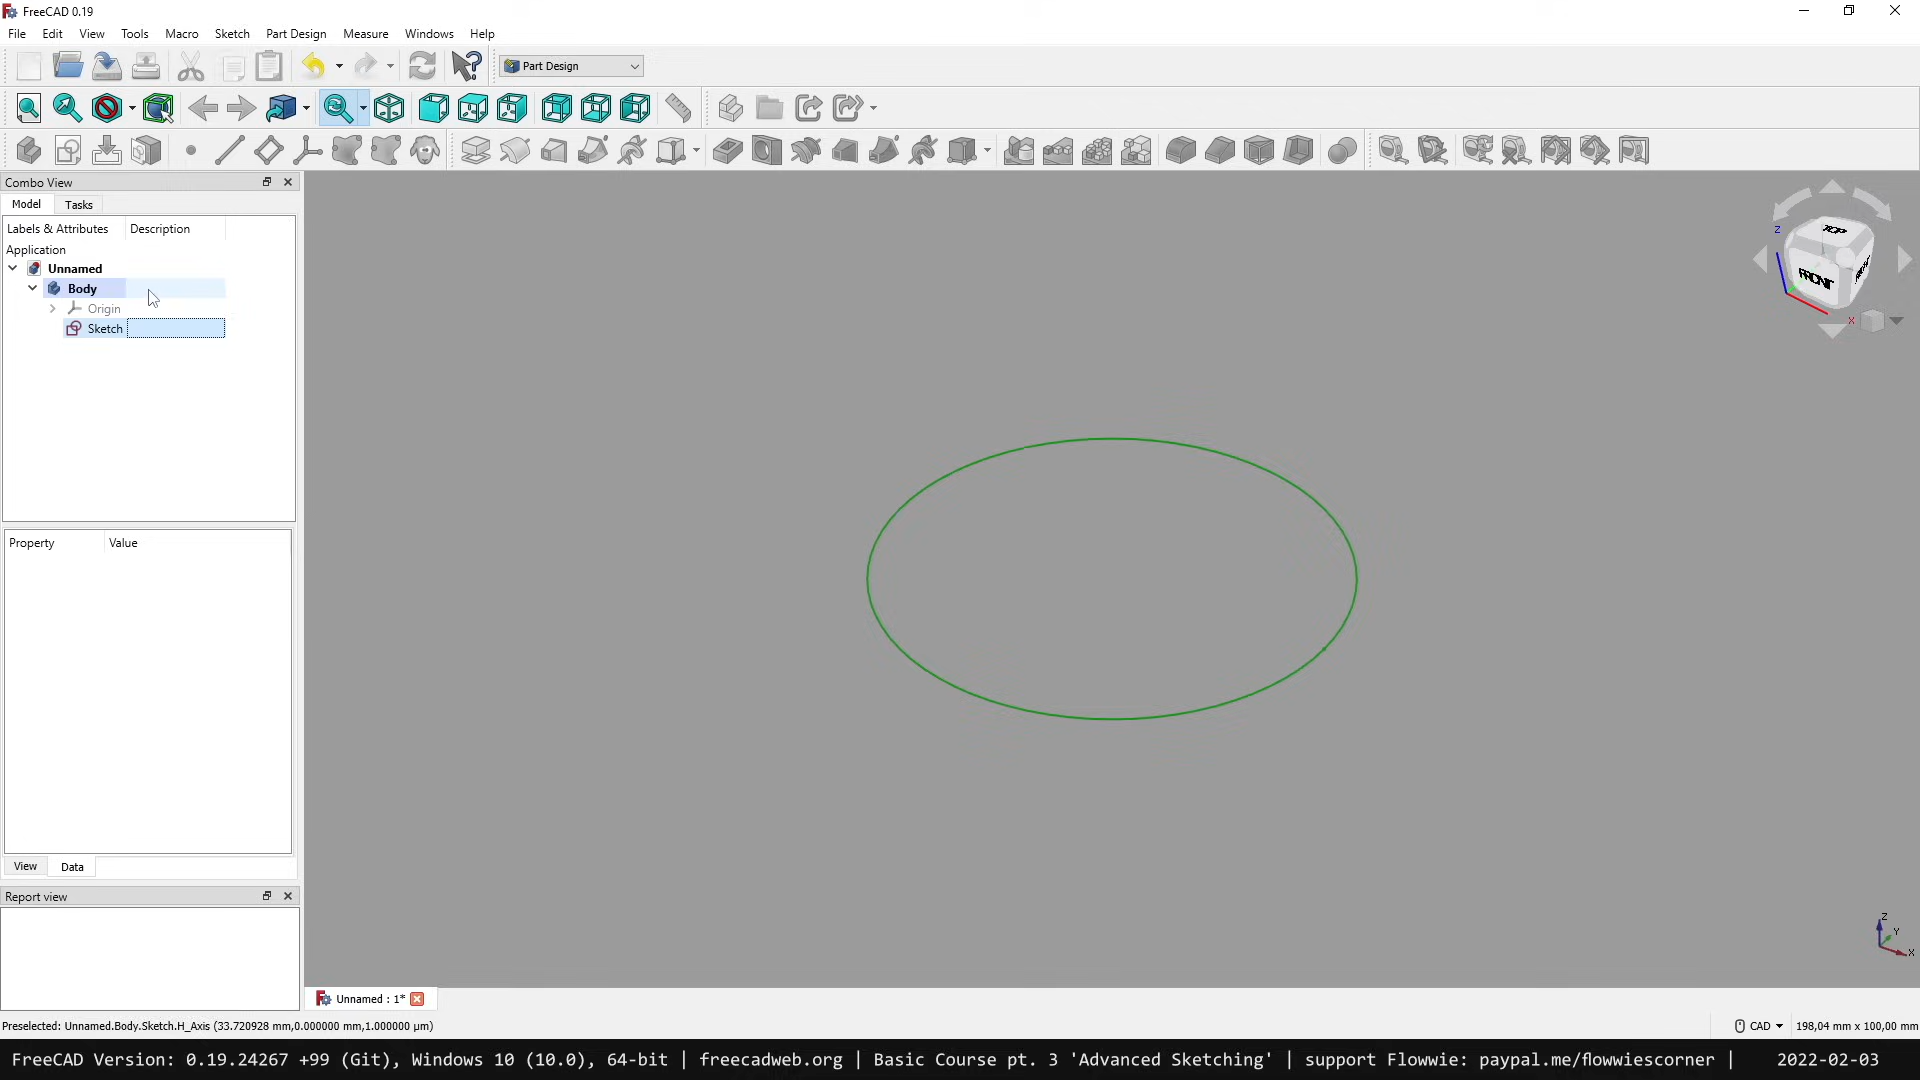 FreeCAD 0.19
File Edit View Tools Macro Sketch Part Design Measure Windows Help
Part Design
Combo View
Model Tasks
Labels & Attributes Description
Application
Unnamed
Body
Origin
Sketch
TOP
FRONT
Z
X
Property Value
View Data
Report view
Z
Y
X
Unnamed : 1*
Preselected: Unnamed.Body.Sketch.H_Axis (33.720928 mm,0.000000 mm,1.000000 µm)
CAD 198,04 mm x 100,00 mm
FreeCAD Version: 0.19.24267 +99 (Git), Windows 10 (10.0), 64-bit | freecadweb.org | Basic Course pt. 3 'Advanced Sketching' | support Flowwie: paypal.me/flowwiescorner | 2022-02-03